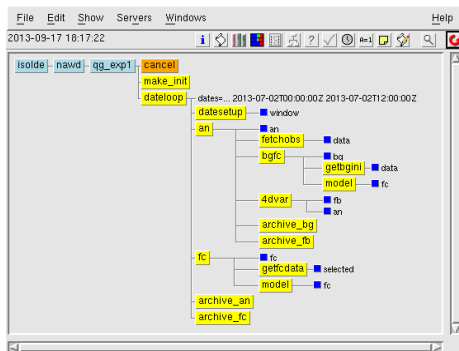 File Edit Show Servers Windows Help
2013-09-17 18:17:22 i ? A=1
isolde nawd qg_exp1 cancel
make_init
dateloop dates=... 2013-07-02T00:00:00Z 2013-07-02T12:00:00Z
datesetup window
an an
fetchobs data
bgfc bg
getbgini data
model fc
4dvar fb
an
archive_bg
archive_fb
fc fc
getfcdata selected
model fc
archive_an
archive_fc